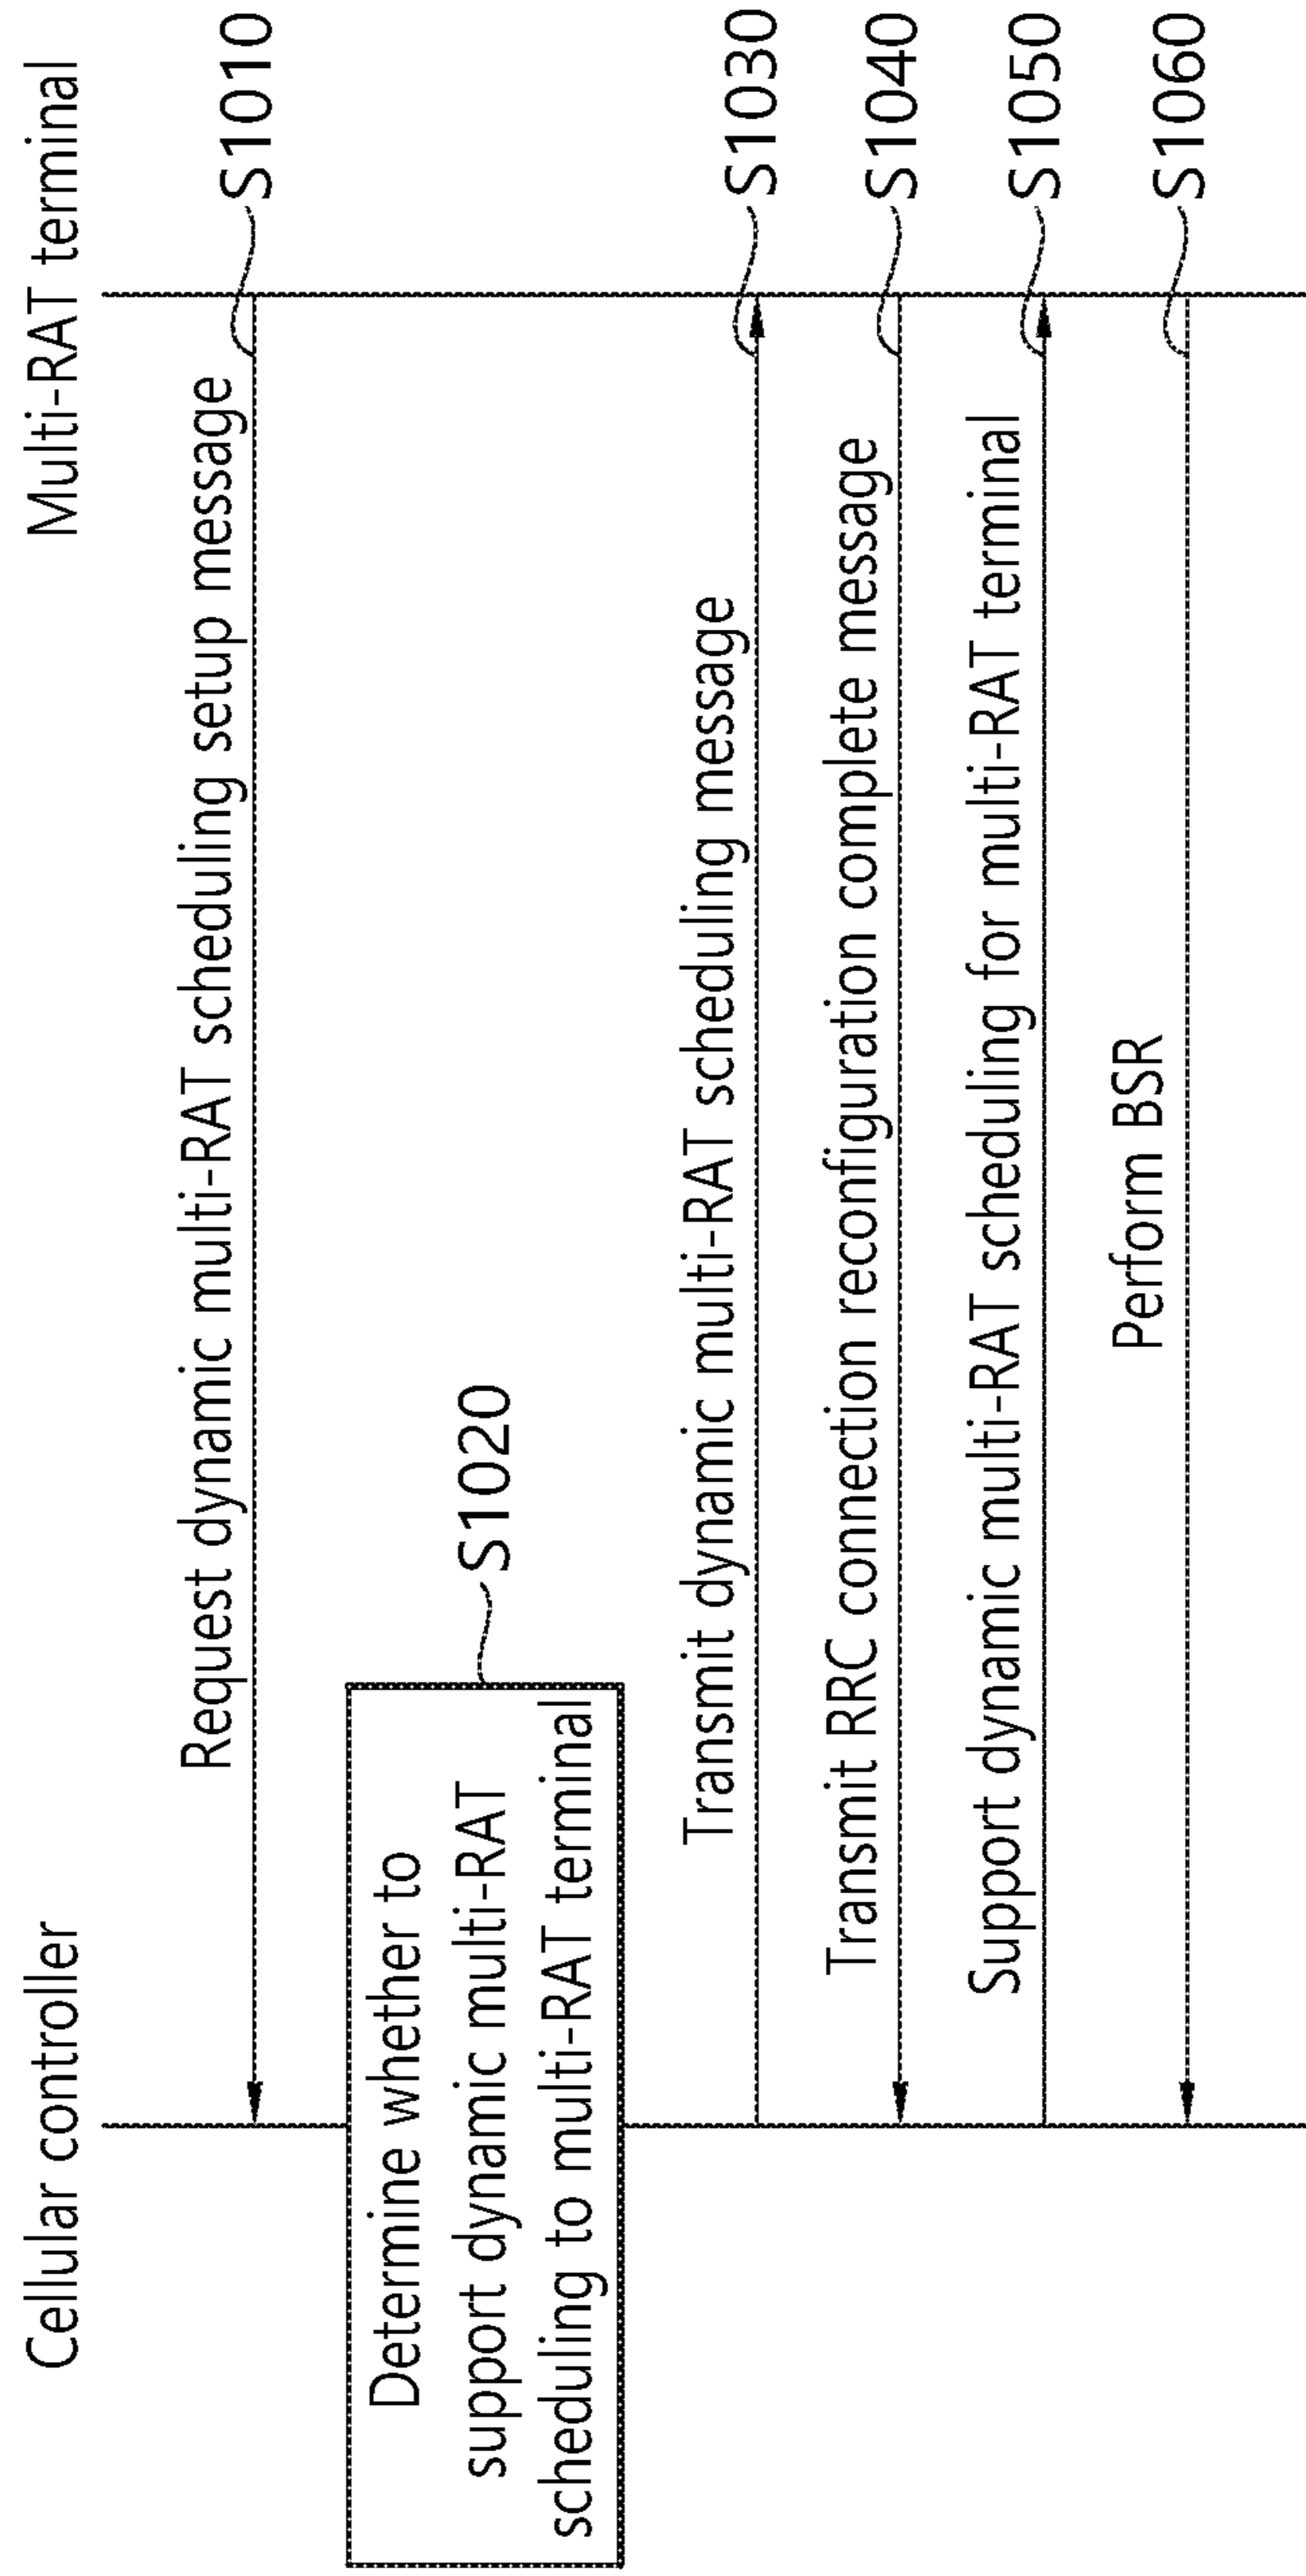 Cellular controller
Multi-RAT terminal
Request dynamic multi-RAT scheduling setup message
S1010
Determine whether to
support dynamic multi-RAT
scheduling to multi-RAT terminal
S1020
Transmit dynamic multi-RAT scheduling message
S1030
Transmit RRC connection reconfiguration complete message
S1040
Support dynamic multi-RAT scheduling for multi-RAT terminal
S1050
Perform BSR
S1060